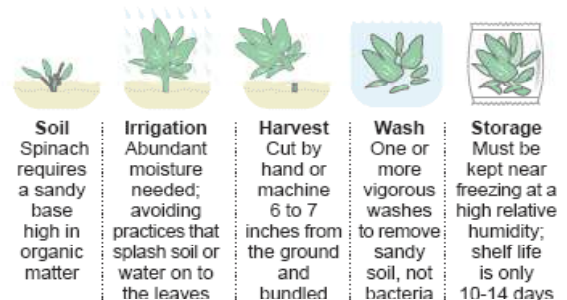 Soil
Spinach
requires
a sandy
base
high in
organic
matter
Irrigation
Abundant
moisture
needed;
avoiding
practices that
splash soil or
water on to
the leaves
Harvest
Cut by
hand or
machine
6 to 7
inches from
the ground
and
bundled
Wash
One or
more
vigorous
washes
to remove
sandy
soil, not
bacteria
Storage
Must be
kept near
freezing at a
high relative
humidity;
shelf life
is only
10-14 days